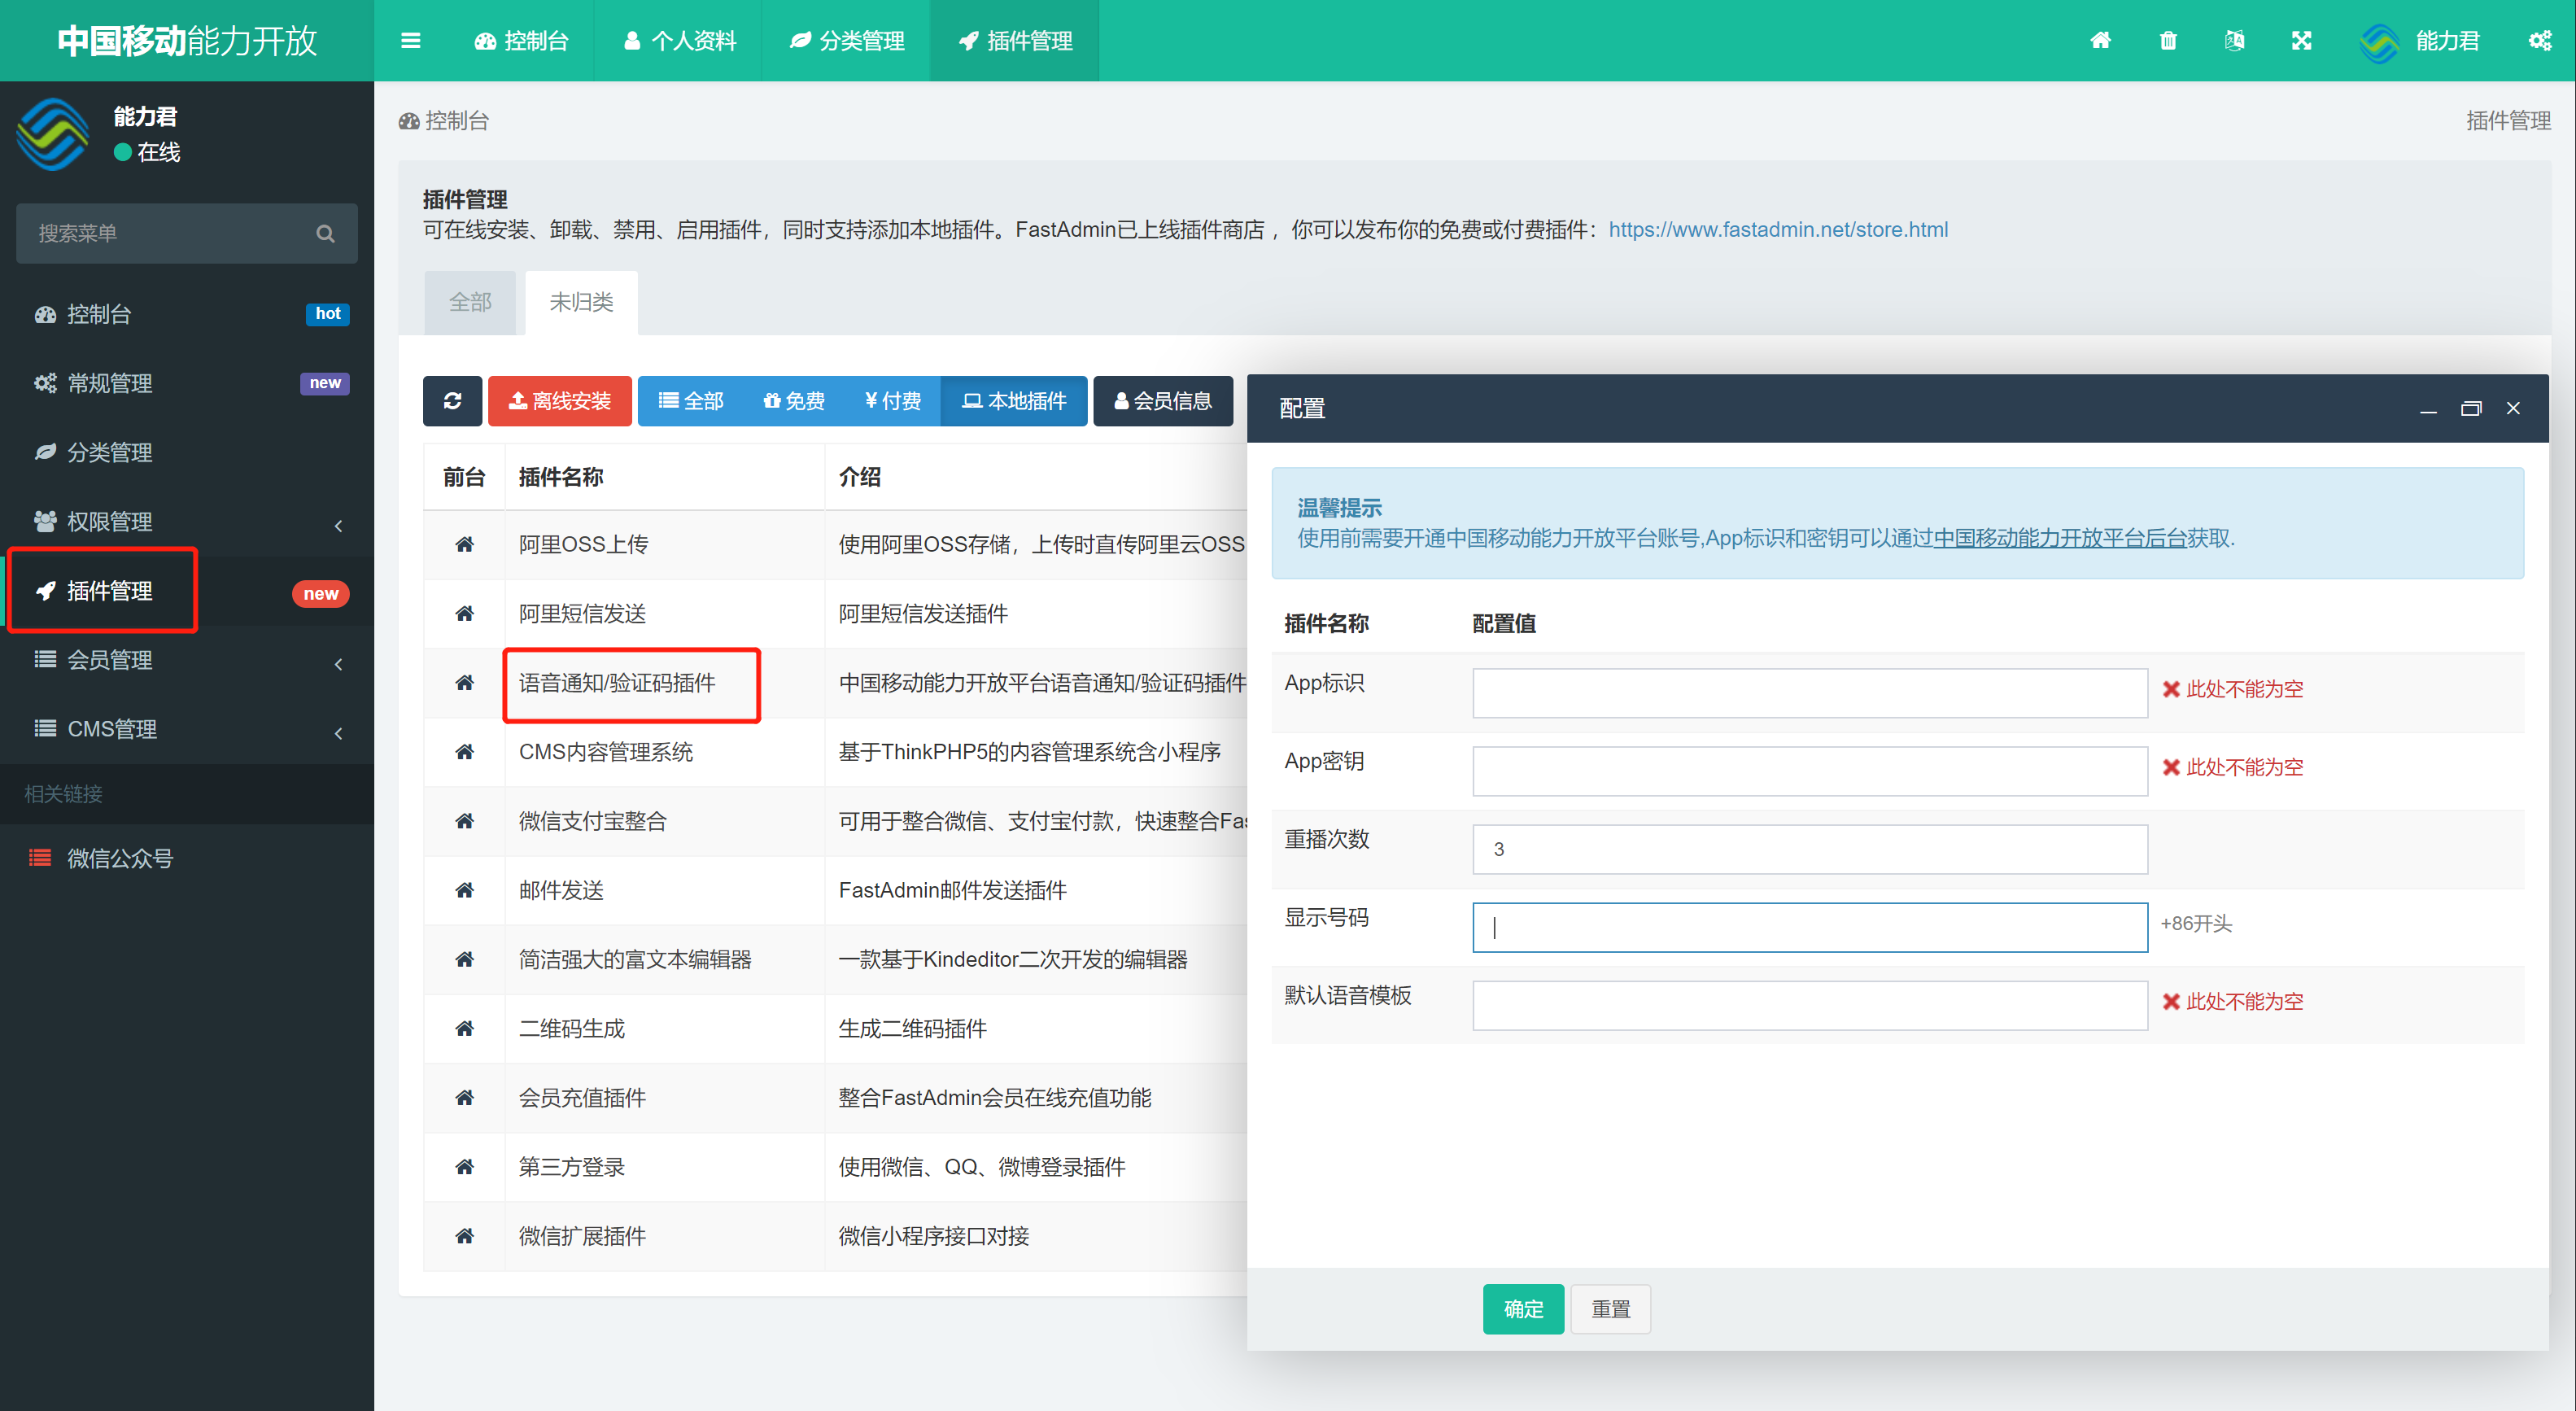 中国移动能力开放
控制台
个人资料
分类管理
插件管理
能力君
能力君
在线
搜索菜单
控制台
hot
常规管理
new
分类管理
权限管理
插件管理
new
会员管理
CMS管理
相关链接
微信公众号
控制台
插件管理
插件管理
可在线安装、卸载、禁用、启用插件，同时支持添加本地插件。FastAdmin已上线插件商店 ，你可以发布你的免费或付费插件：https://www.fastadmin.net/store.html
全部
未归类
离线安装
全部
免费
¥ 付费
本地插件
会员信息
前台 插件名称 介绍
阿里OSS上传 使用阿里OSS存储，上传时直传阿里云OSS
阿里短信发送 阿里短信发送插件
语音通知/验证码插件 中国移动能力开放平台语音通知/验证码插件
CMS内容管理系统 基于ThinkPHP5的内容管理系统含小程序
微信支付宝整合 可用于整合微信、支付宝付款，快速整合Fas
邮件发送 FastAdmin邮件发送插件
简洁强大的富文本编辑器 一款基于Kindeditor二次开发的编辑器
二维码生成 生成二维码插件
会员充值插件 整合FastAdmin会员在线充值功能
第三方登录 使用微信、QQ、微博登录插件
微信扩展插件 微信小程序接口对接
配置
温馨提示
使用前需要开通中国移动能力开放平台账号,App标识和密钥可以通过中国移动能力开放平台后台获取.
插件名称 配置值
App标识 此处不能为空
App密钥 此处不能为空
重播次数 3
显示号码 +86开头
默认语音模板 此处不能为空
确定
重置